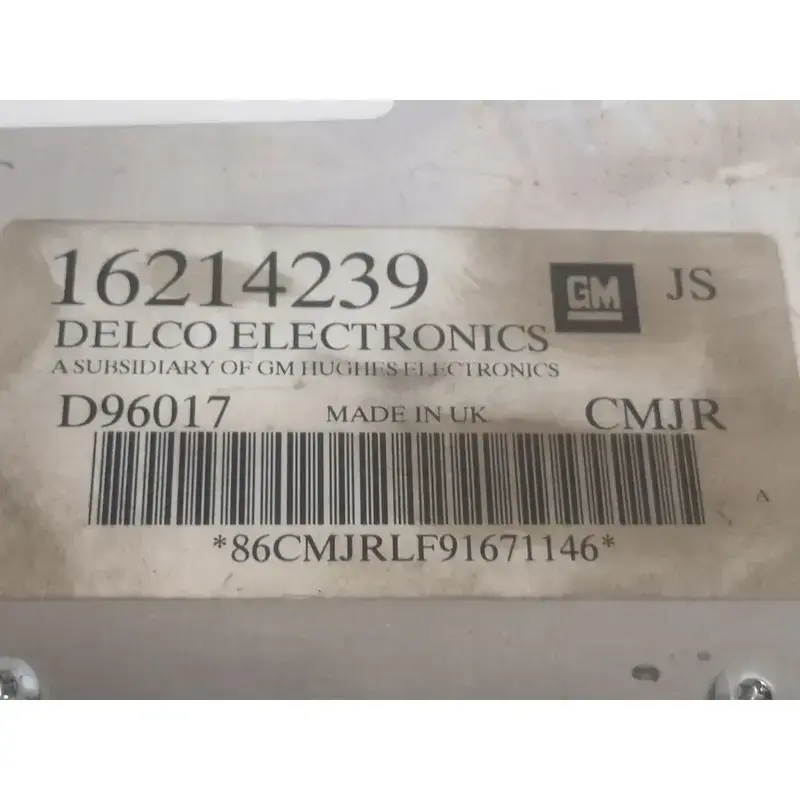 16214239 GM JS
DELCO ELECTRONICS
A SUBSIDIARY OF GM HUGHES ELECTRONICS
D96017 MADE IN UK CMJR
A
*86CMJRLF91671146*